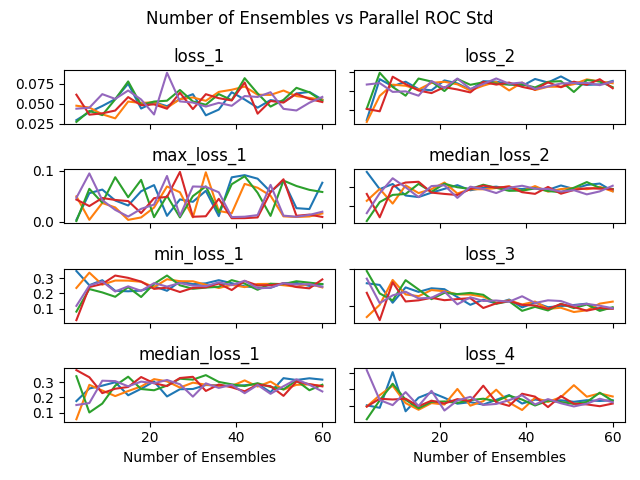 Number of Ensembles vs Parallel ROC Std
loss_1
loss_2
0.075
0.050
0.025
max_loss_1
median_loss_2
0.1
0.0
min_loss_1
loss_3
0.3
0.2
0.1
median_loss_1
loss_4
0.3
0.2
0.1
20 40 60
20 40 60
Number of Ensembles
Number of Ensembles